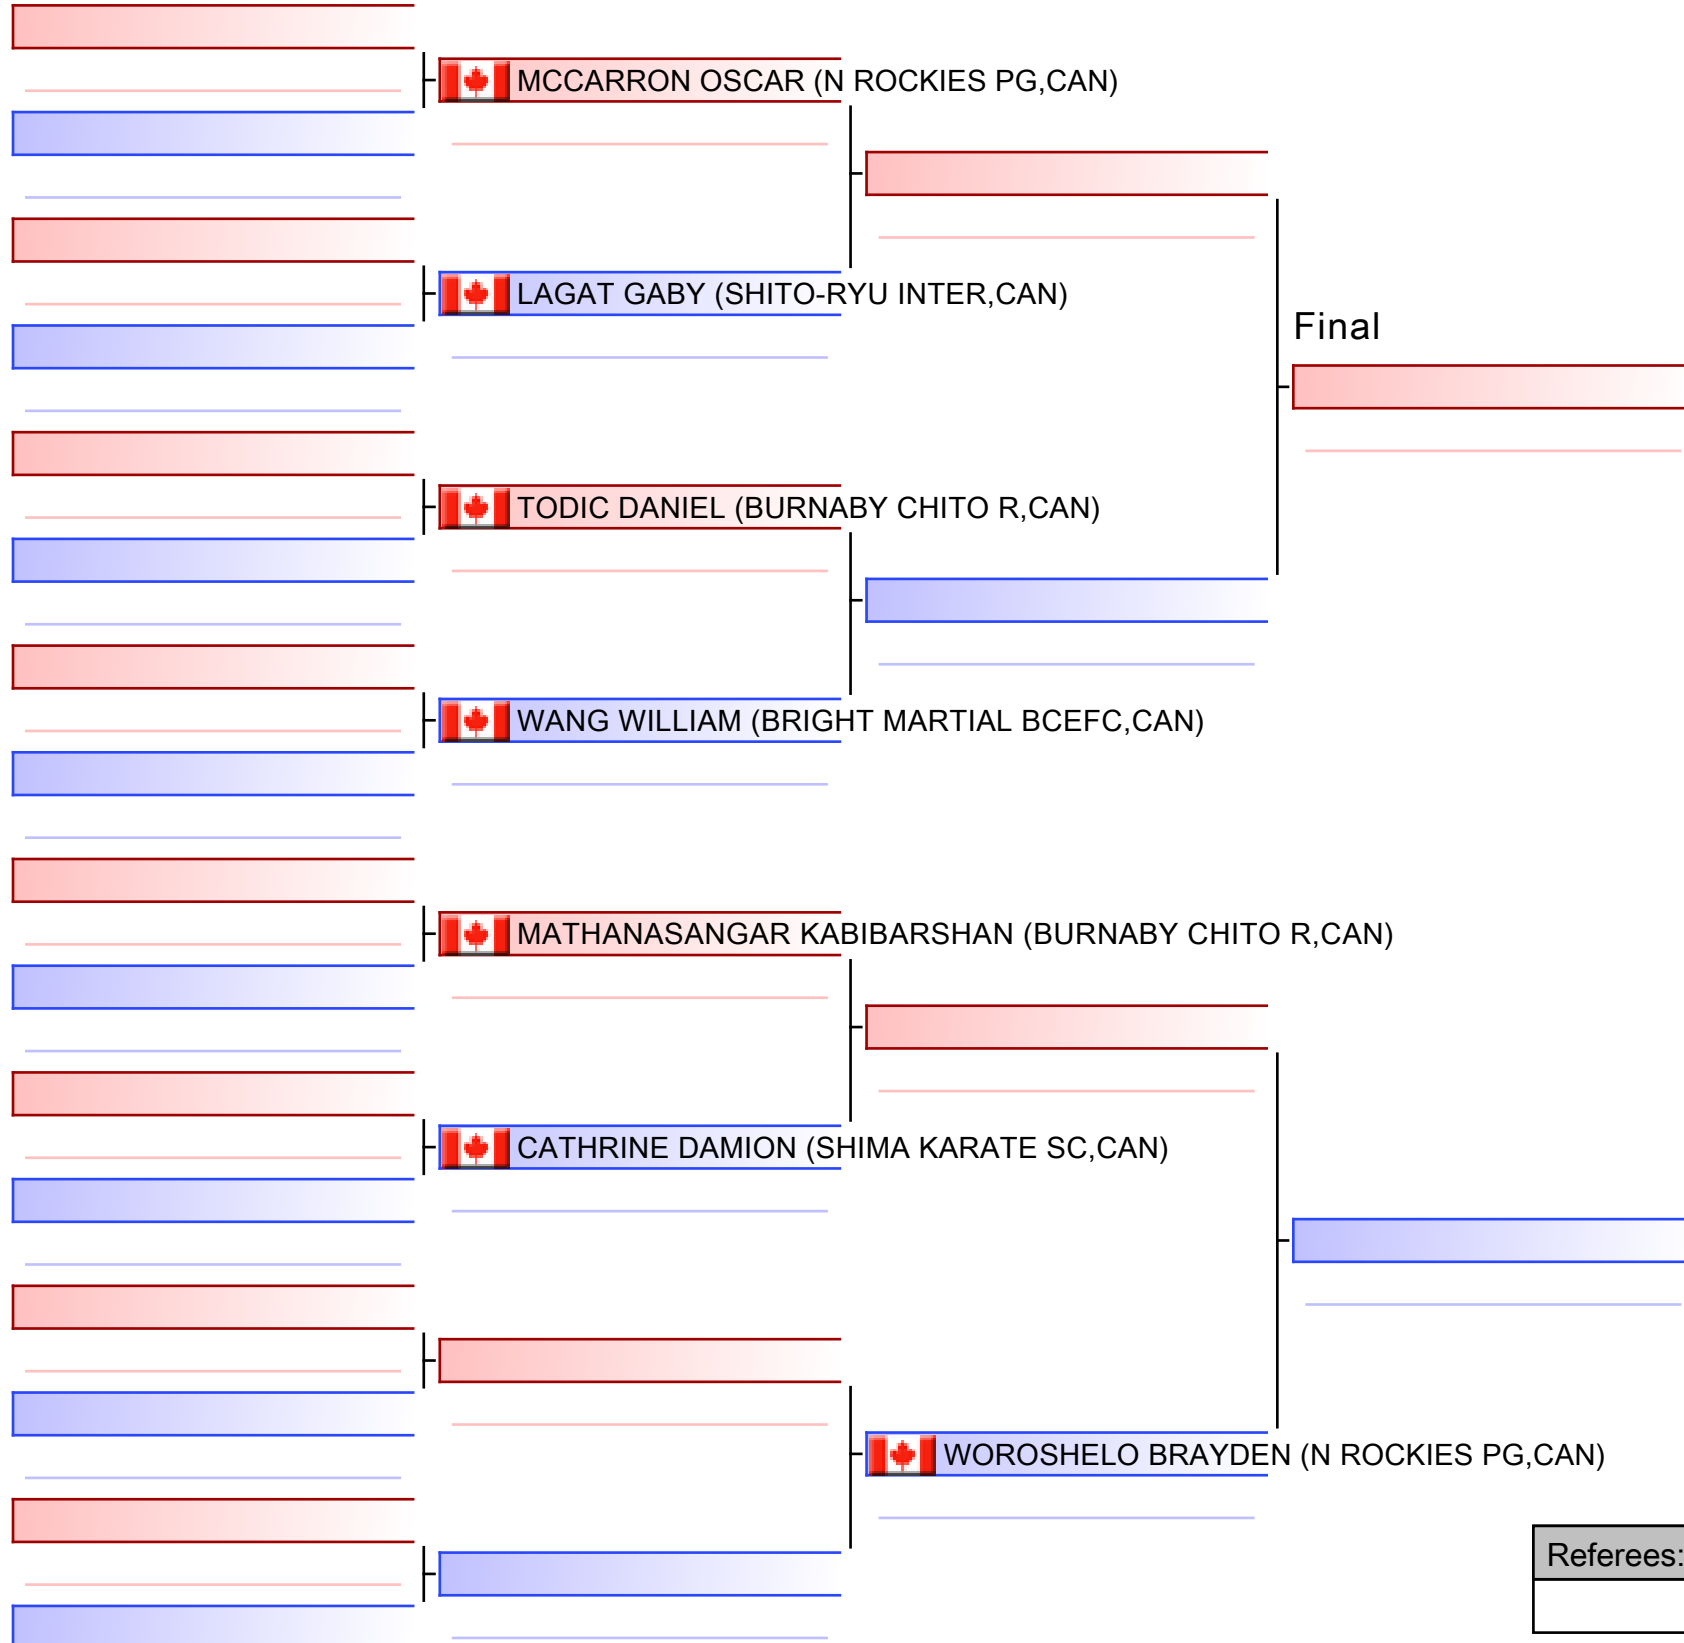 MCCARRON OSCAR (N ROCKIES PG,CAN)
LAGAT GABY (SHITO-RYU INTER,CAN)
Final
TODIC DANIEL (BURNABY CHITO R,CAN)
WANG WILLIAM (BRIGHT MARTIAL BCEFC,CAN)
MATHANASANGAR KABIBARSHAN (BURNABY CHITO R,CAN)
CATHRINE DAMION (SHIMA KARATE SC,CAN)
WOROSHELO BRAYDEN (N ROCKIES PG,CAN)
Referees: